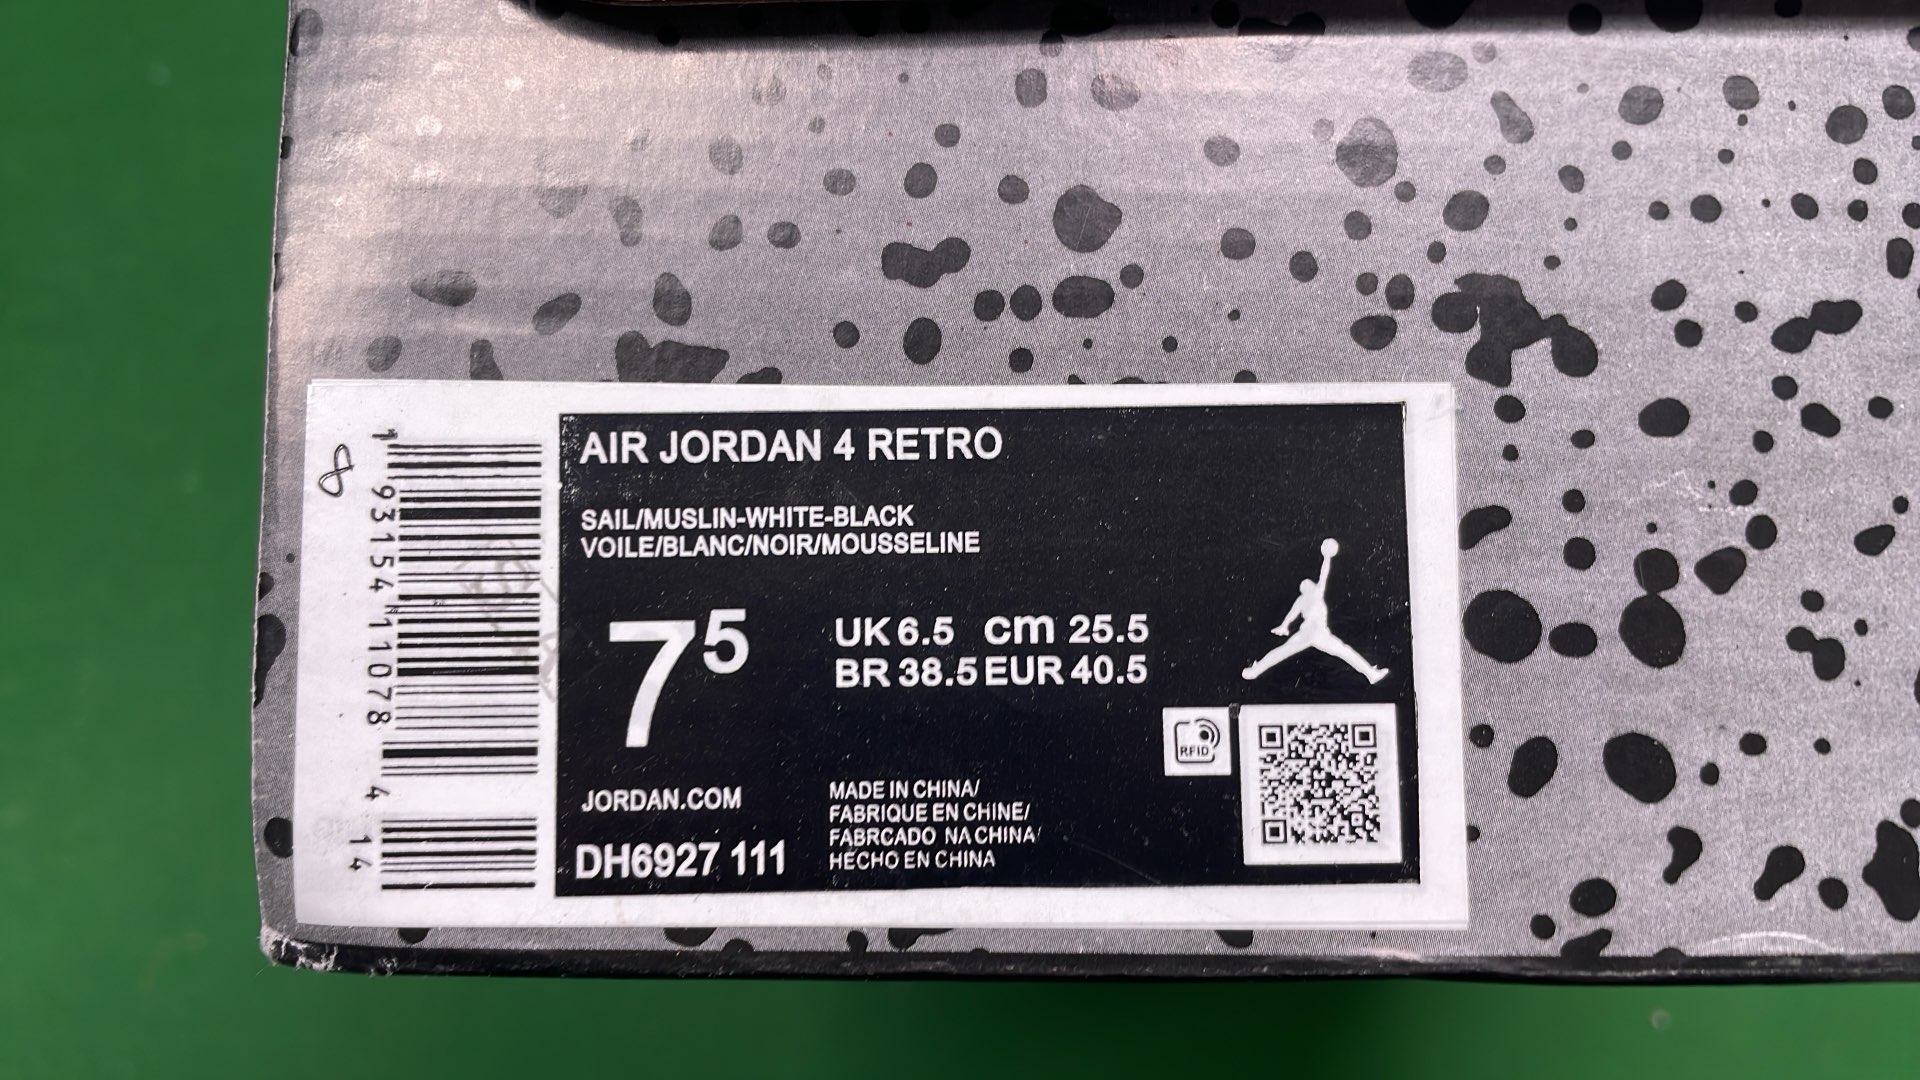 8
1 93154 11078 4
14
AIR JORDAN 4 RETRO
SAIL/MUSLIN-WHITE-BLACK
VOILE/BLANC/NOIR/MOUSSELINE
7 5
UK 6.5 cm 25.5
BR 38.5 EUR 40.5
RFID
JORDAN.COM
DH6927 111
MADE IN CHINA/
FABRIQUE EN CHINE/
FABRCADO NA CHINA/
HECHO EN CHINA